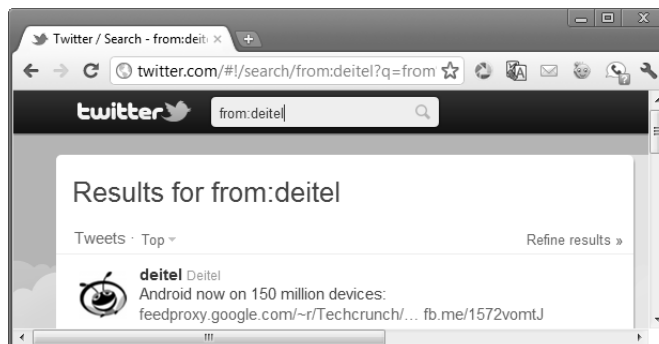 Twitter / Search - from:deit
twitter.com/#!/search/from:deitel?q=from
twitter
from:deitel
Results for from:deitel
Tweets · Top
Refine results »
deitel Deitel
Android now on 150 million devices:
feedproxy.google.com/~r/Techcrunch/... fb.me/1572vomtJ